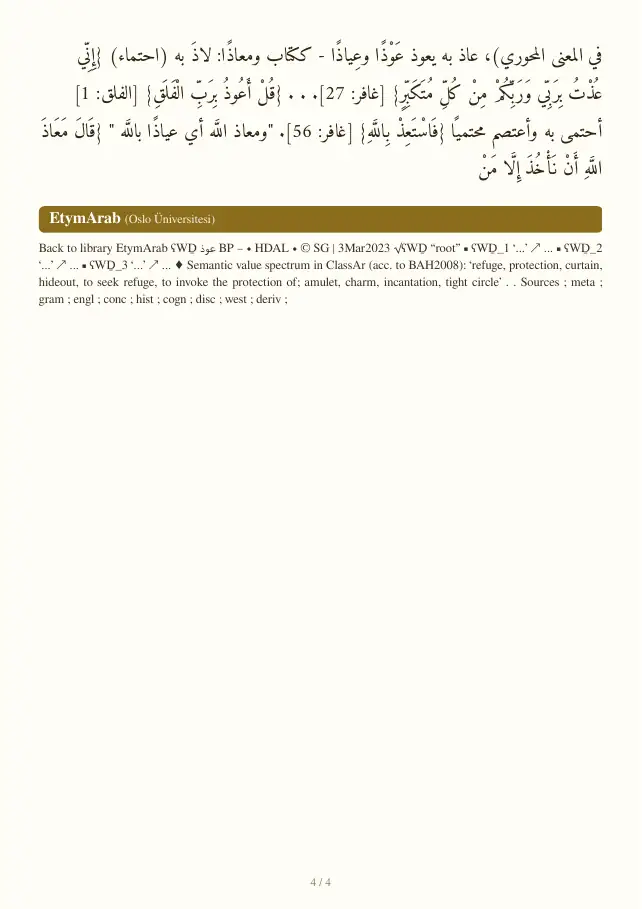 في المعنى المحوري)، عاذ به يعوذ عَوْذًا وعِياذًا - ككتاب ومعاذًا: لاذَ به (احتماء) {إِنِّي
عُذْتُ بِرَبِّي وَرَبِّكُمْ مِنْ كُلِّ مُتَكَبِّرٍ} [غافر: 27]. . . {قُلْ أَعُوذُ بِرَبِّ الْفَلَقِ} [الفلق: 1]
أحتمى به وأعتصم محتميًا {فَاسْتَعِذْ بِاللَّهِ} [غافر: 56]. "ومعاذ اللَّه أي عياذًا باللَّه " {قَالَ مَعَاذَ
اللَّهِ أَنْ نَأْخُذَ إِلَّا مَنْ
EtymArab (Oslo Üniversitesi)
Back to library EtymArab ʕWḎ عوذ BP – • HDAL • © SG | 3Mar2023 √ʕWḎ “root” ▪ ʕWḎ_1 ‘...’ ↗ ... ▪ ʕWḎ_2
‘...’ ↗ ... ▪ ʕWḎ_3 ‘...’ ↗ ... ♦ Semantic value spectrum in ClassAr (acc. to BAH2008): ‘refuge, protection, curtain,
hideout, to seek refuge, to invoke the protection of; amulet, charm, incantation, tight circle’ . . Sources ; meta ;
gram ; engl ; conc ; hist ; cogn ; disc ; west ; deriv ;
4 / 4